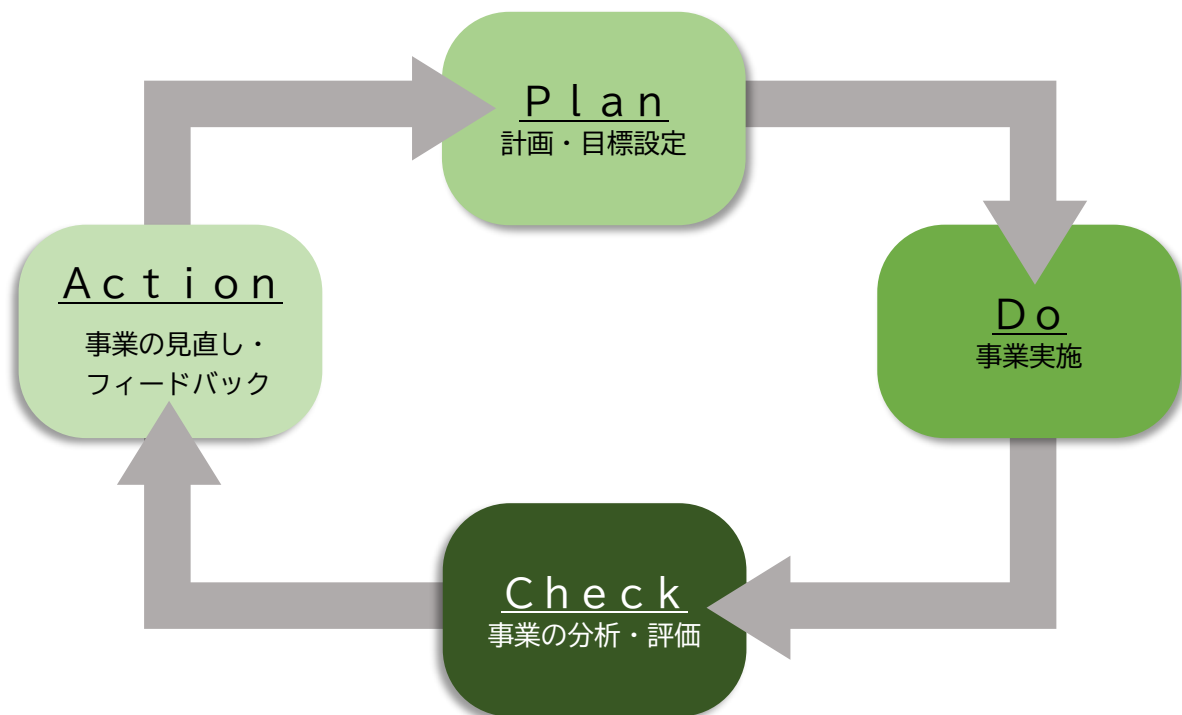 Ｐｌａｎ
計画・目標設定
Ａｃｔｉｏｎ
事業の見直し・
フィードバック
Ｄｏ
事業実施
Ｃｈｅｃｋ
事業の分析・評価